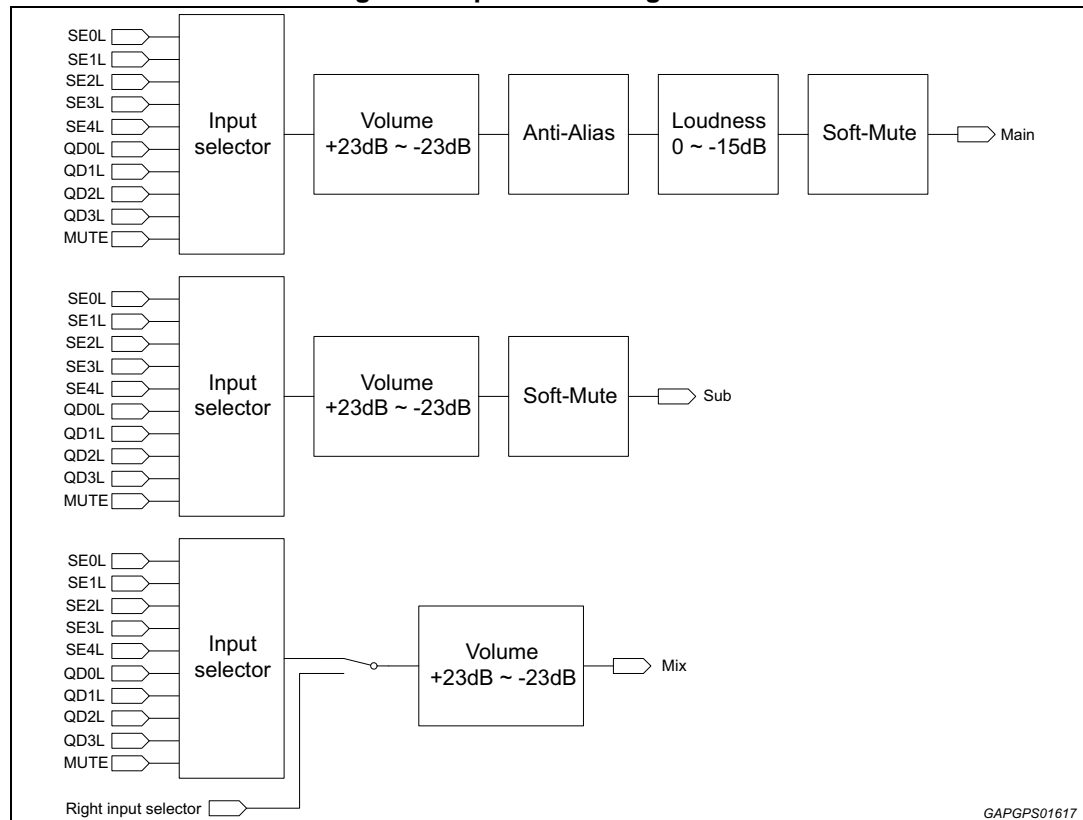 SE0L
SE1L
SE2L
SE3L
SE4L
QD0L
QD1L
QD2L
QD3L
MUTE
Input
selector
Volume
+23dB ~ -23dB
Anti-Alias
Loudness
0 ~ -15dB
Soft-Mute
Main
SE0L
SE1L
SE2L
SE3L
SE4L
QD0L
QD1L
QD2L
QD3L
MUTE
Input
selector
Volume
+23dB ~ -23dB
Soft-Mute
Sub
SE0L
SE1L
SE2L
SE3L
SE4L
QD0L
QD1L
QD2L
QD3L
MUTE
Input
selector
Volume
+23dB ~ -23dB
Mix
Right input selector
GAPGPS01617